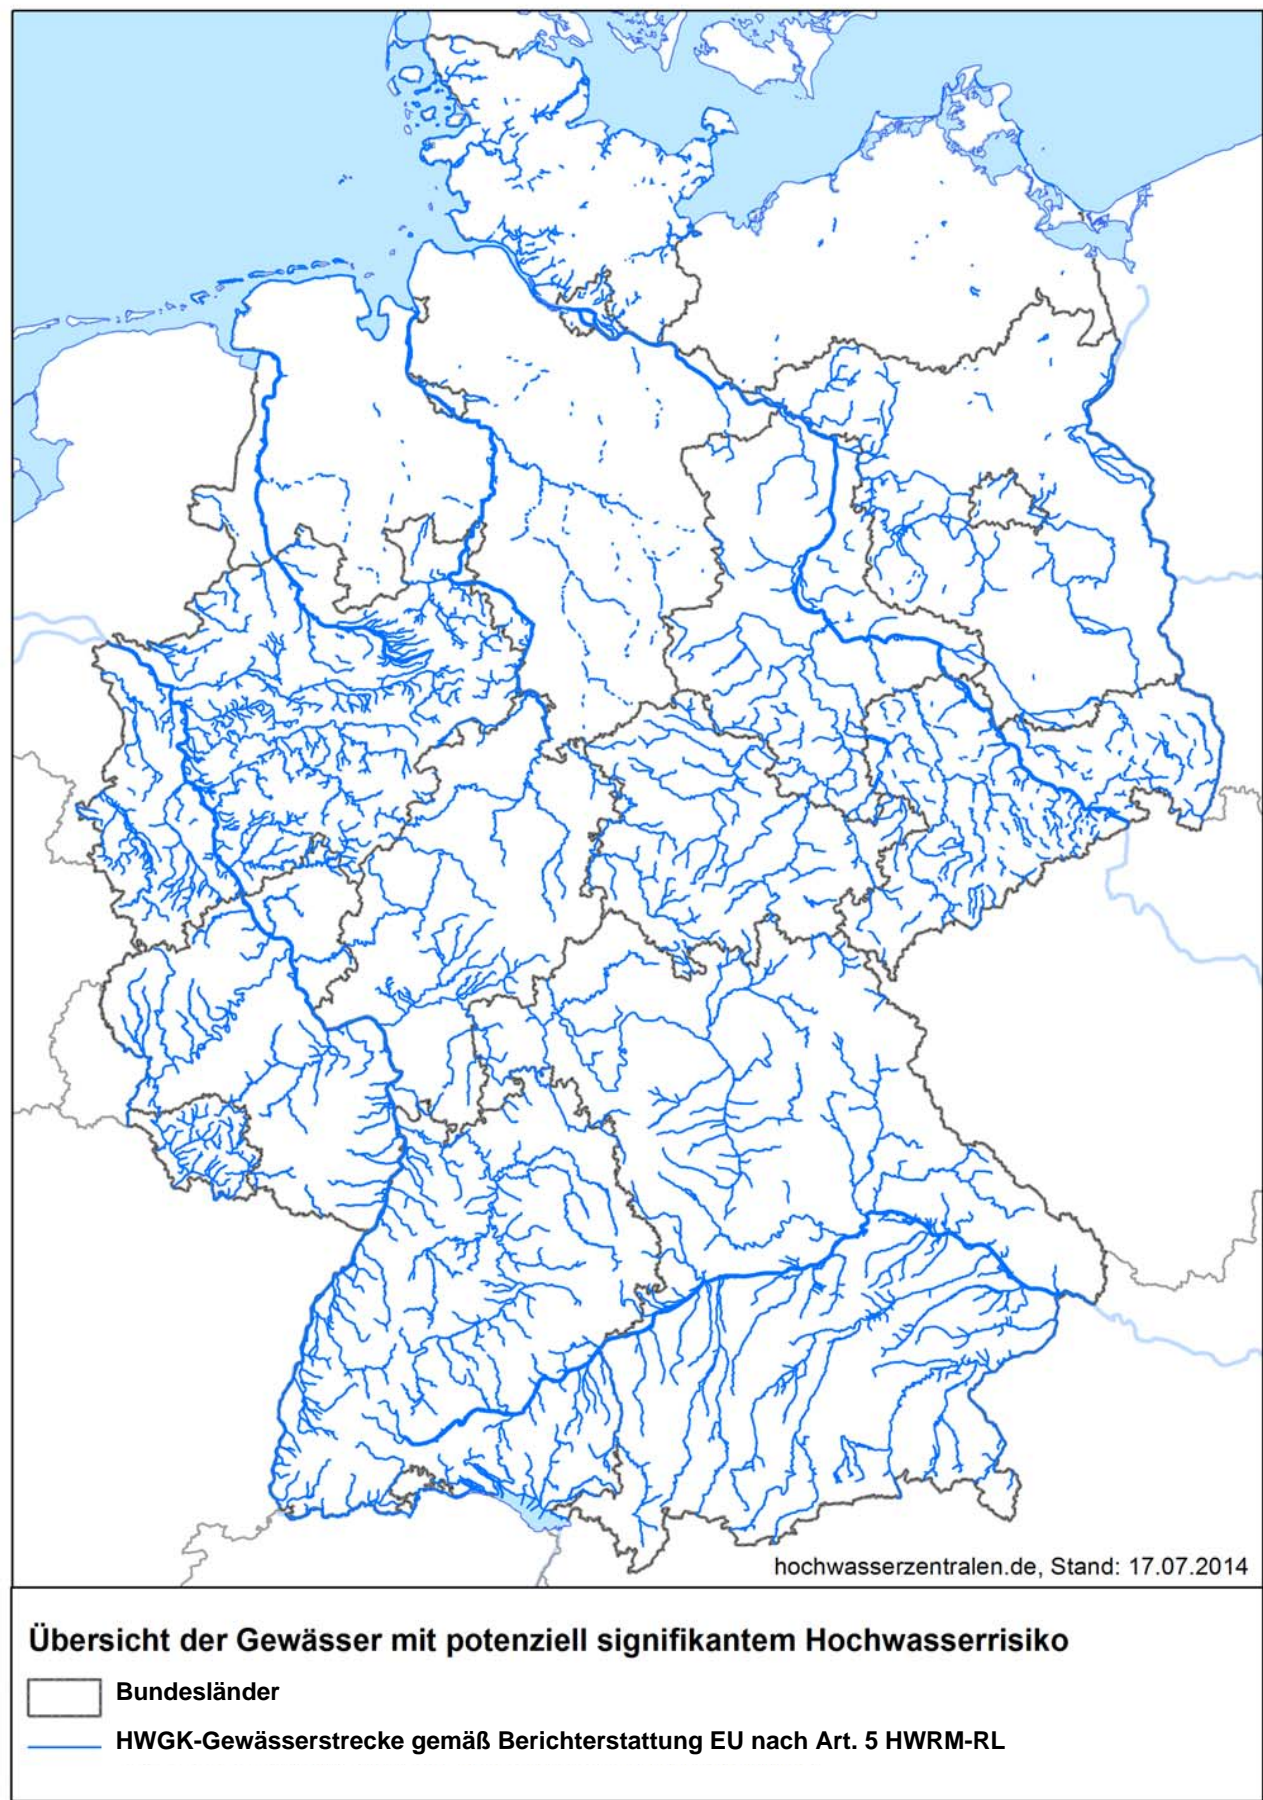 hochwasserzentralen.de, Stand: 17.07.2014
Übersicht der Gewässer mit potenziell signifikantem Hochwasserrisiko
Bundesländer
HWGK-Gewässerstrecke gemäß Berichterstattung EU nach Art. 5 HWRM-RL